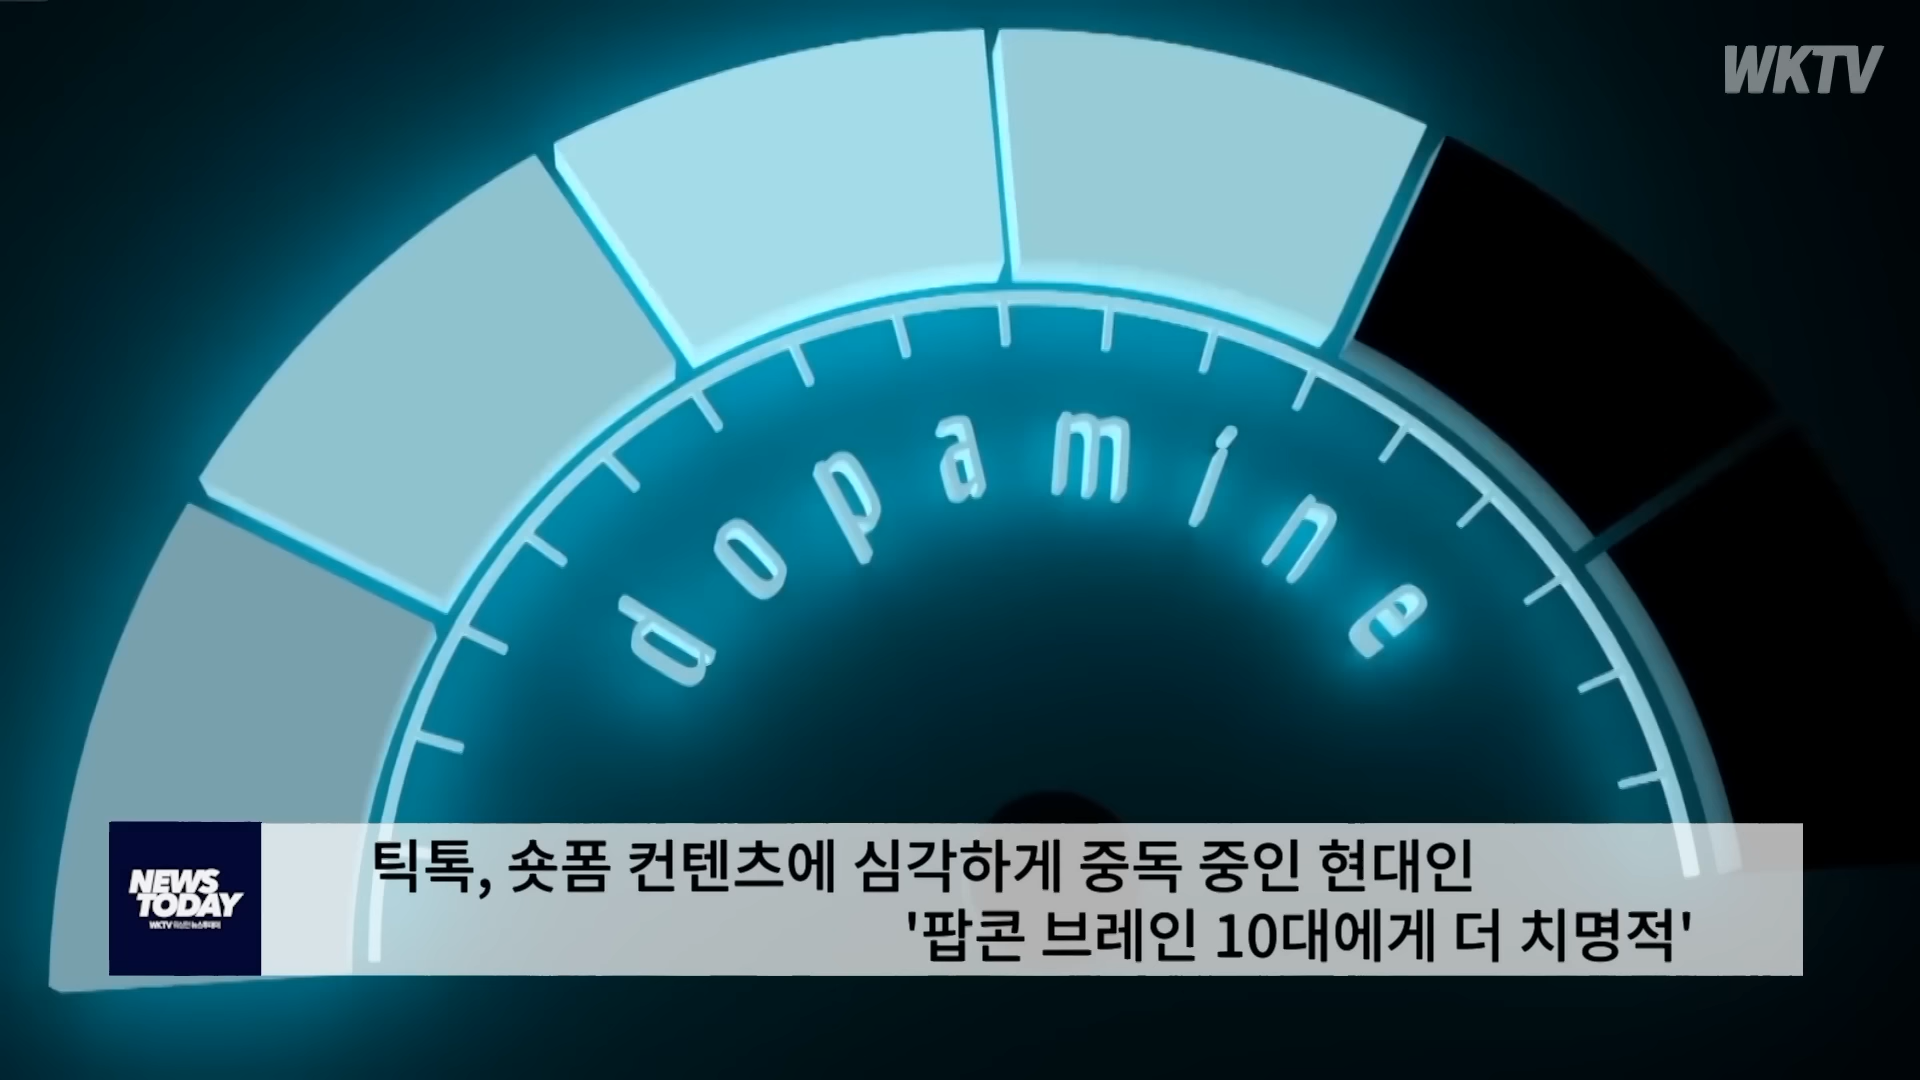 WKTV
dopamine
NEWS
TODAY
틱톡, 숏폼 컨텐츠에 심각하게 중독 중인 현대인
'팝콘 브레인 10대에게 더 치명적'